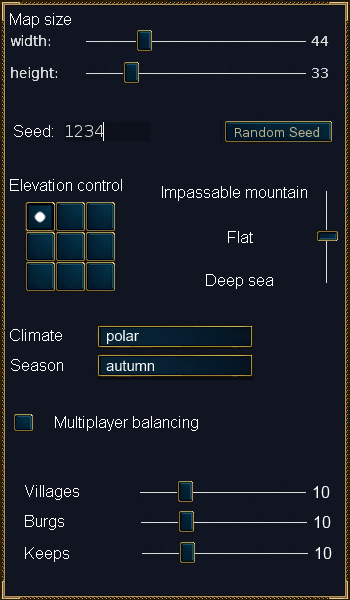 Map size
width: 44
height: 33
Seed: 1234 Random Seed
Elevation control
Impassable mountain
Flat
Deep sea
Climate polar
Season autumn
Multiplayer balancing
Villages 10
Burgs 10
Keeps 10